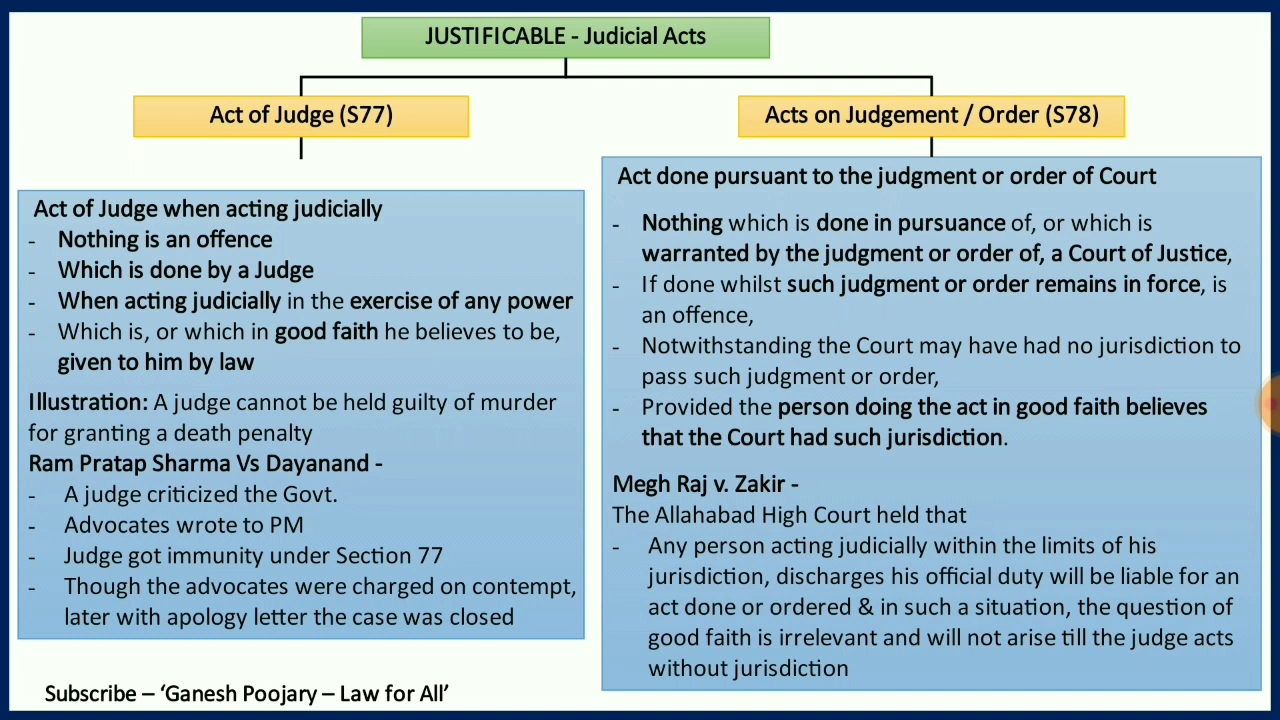 JUSTIFICABLE - Judicial Acts
Act of Judge (S77)
Act of Judge when acting judicially
- Nothing is an offence
- Which is done by a Judge
- When acting judicially in the exercise of any power
- Which is, or which in good faith he believes to be,
given to him by law
Illustration: A judge cannot be held guilty of murder
for granting a death penalty
Ram Pratap Sharma Vs Dayanand -
- A judge criticized the Govt.
- Advocates wrote to PM
- Judge got immunity under Section 77
- Though the advocates were charged on contempt,
later with apology letter the case was closed
Acts on Judgement / Order (S78)
Act done pursuant to the judgment or order of Court
- Nothing which is done in pursuance of, or which is
warranted by the judgment or order of, a Court of Justice,
- If done whilst such judgment or order remains in force, is
an offence,
- Notwithstanding the Court may have had no jurisdiction to
pass such judgment or order,
- Provided the person doing the act in good faith believes
that the Court had such jurisdiction.
Megh Raj v. Zakir -
The Allahabad High Court held that
- Any person acting judicially within the limits of his
jurisdiction, discharges his official duty will be liable for an
act done or ordered & in such a situation, the question of
good faith is irrelevant and will not arise till the judge acts
without jurisdiction
Subscribe – ‘Ganesh Poojary – Law for All’